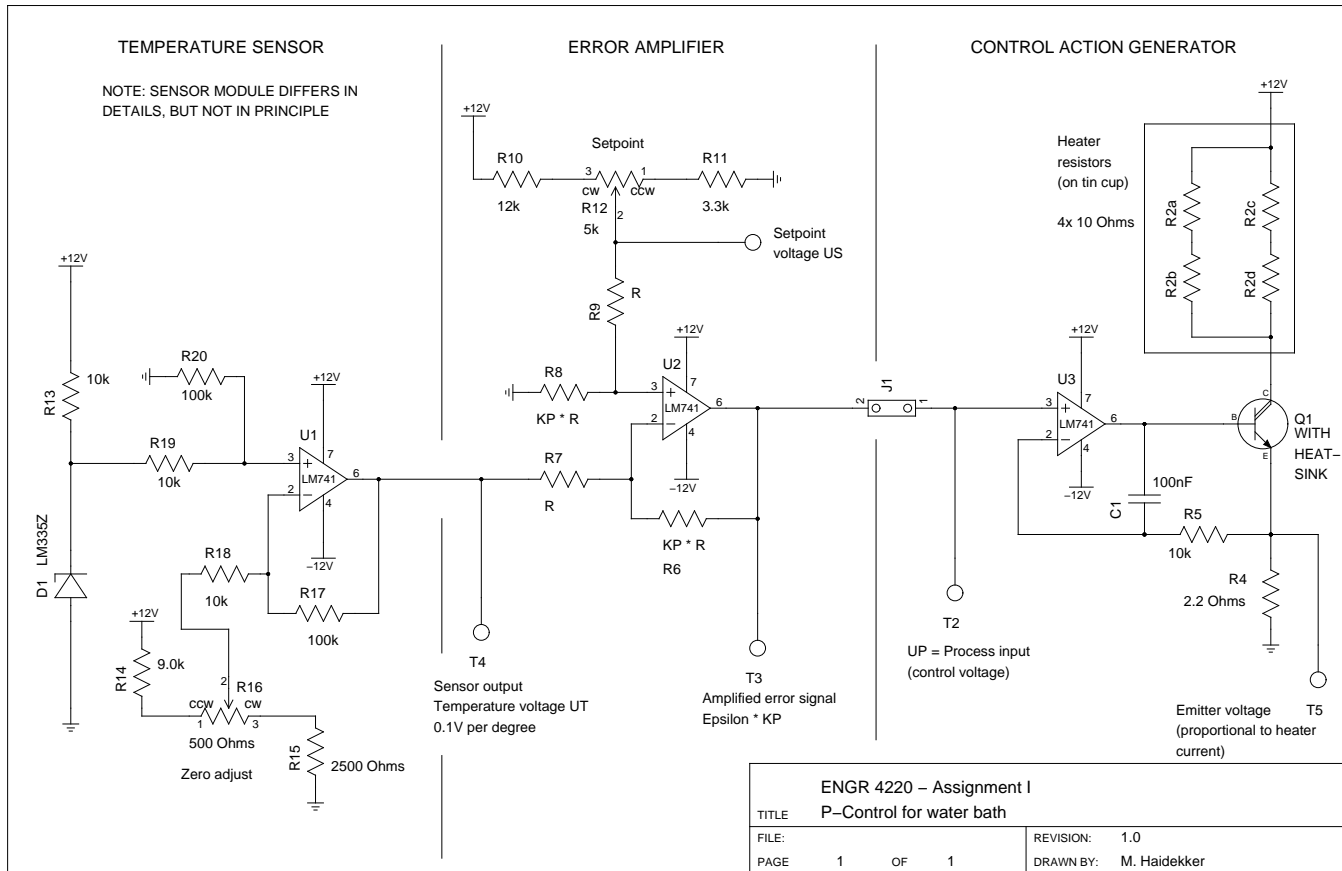 TEMPERATURE SENSOR
NOTE: SENSOR MODULE DIFFERS IN
DETAILS, BUT NOT IN PRINCIPLE
+12V
R13
10k
R20
100k
R19
10k
+12V
U1
LM741
3
+
2
−
7
6
4
−12V
D1 LM335Z
R18
10k
R17
100k
+12V
R14
9.0k
2
R16
ccw
cw
1
3
500 Ohms
Zero adjust
R15
2500 Ohms
T4
Sensor output
Temperature voltage UT
0.1V per degree
ERROR AMPLIFIER
+12V
R10
12k
Setpoint
3
1
cw
ccw
R12
2
5k
R11
3.3k
Setpoint
voltage US
R9
R
R8
KP * R
+12V
U2
LM741
3
+
2
−
7
6
4
−12V
R7
R
KP * R
R6
T3
Amplified error signal
Epsilon * KP
CONTROL ACTION GENERATOR
+12V
Heater
resistors
(on tin cup)
4x 10 Ohms
R2a
R2c
R2b
R2d
J1
2
1
+12V
U3
LM741
3
+
2
−
7
6
4
−12V
C
B
E
Q1
WITH
HEAT−
SINK
100nF
C1
R5
10k
R4
2.2 Ohms
T2
UP = Process input
(control voltage)
T5
Emitter voltage
(proportional to heater
current)
ENGR 4220 − Assignment I
TITLE P−Control for water bath
FILE:
REVISION: 1.0
PAGE 1 OF 1
DRAWN BY: M. Haidekker